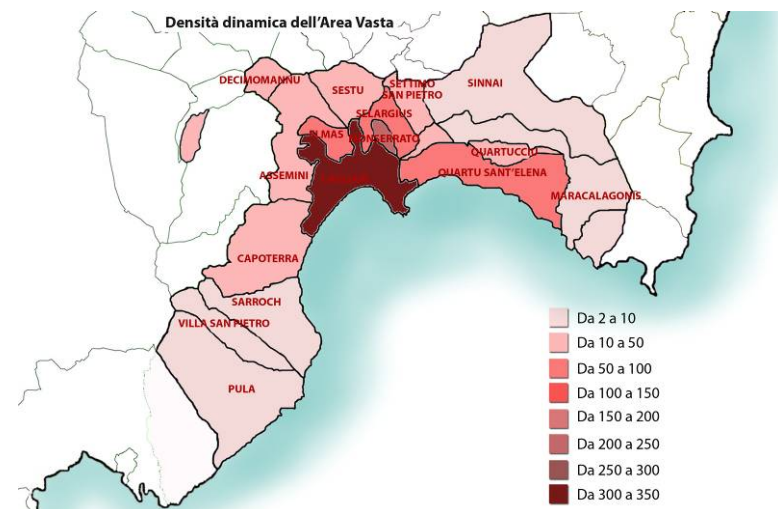 Densità dinamica dell'Area Vasta
DECIMOMANNU
SESTU
SETTIMO
SAN PIETRO
SINNAI
SELARGIUS
ELMAS
MONSERRATO
QUARTUCCIU
ASSEMINI
QUARTU SANT'ELENA
MARACALAGONIS
CAPOTERRA
SARROCH
VILLA SAN PIETRO
PULA
Da 2 a 10
Da 10 a 50
Da 50 a 100
Da 100 a 150
Da 150 a 200
Da 200 a 250
Da 250 a 300
Da 300 a 350